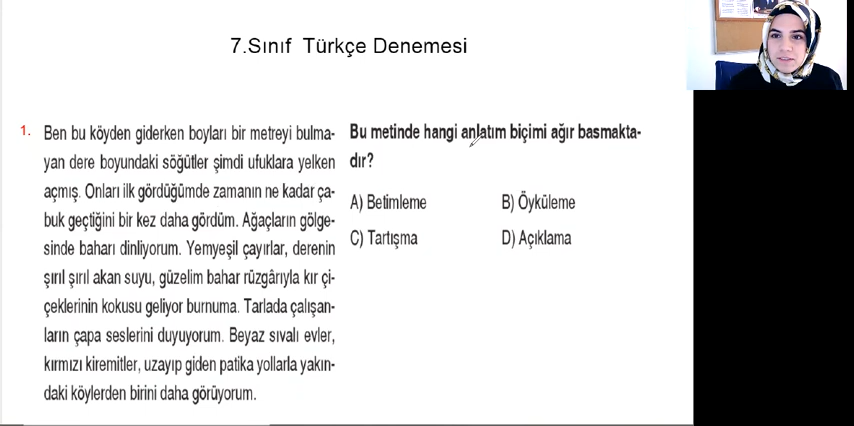 7.Sınıf Türkçe Denemesi
1. Ben bu köyden giderken boyları bir metreyi bulma-
yan dere boyundaki söğütler şimdi ufuklara yelken
açmış. Onları ilk gördüğümde zamanın ne kadar ça-
buk geçtiğini bir kez daha gördüm. Ağaçların gölge-
sinde baharı dinliyorum. Yemyeşil çayırlar, derenin
şırıl şırıl akan suyu, güzelim bahar rüzgârıyla kır çi-
çeklerinin kokusu geliyor burnuma. Tarlada çalışan-
ların çapa seslerini duyuyorum. Beyaz sıvalı evler,
kırmızı kiremitler, uzayıp giden patika yollarla yakın-
daki köylerden birini daha görüyorum.
Bu metinde hangi anlatım biçimi ağır basmakta-
dır?
A) Betimleme B) Öyküleme
C) Tartışma D) Açıklama